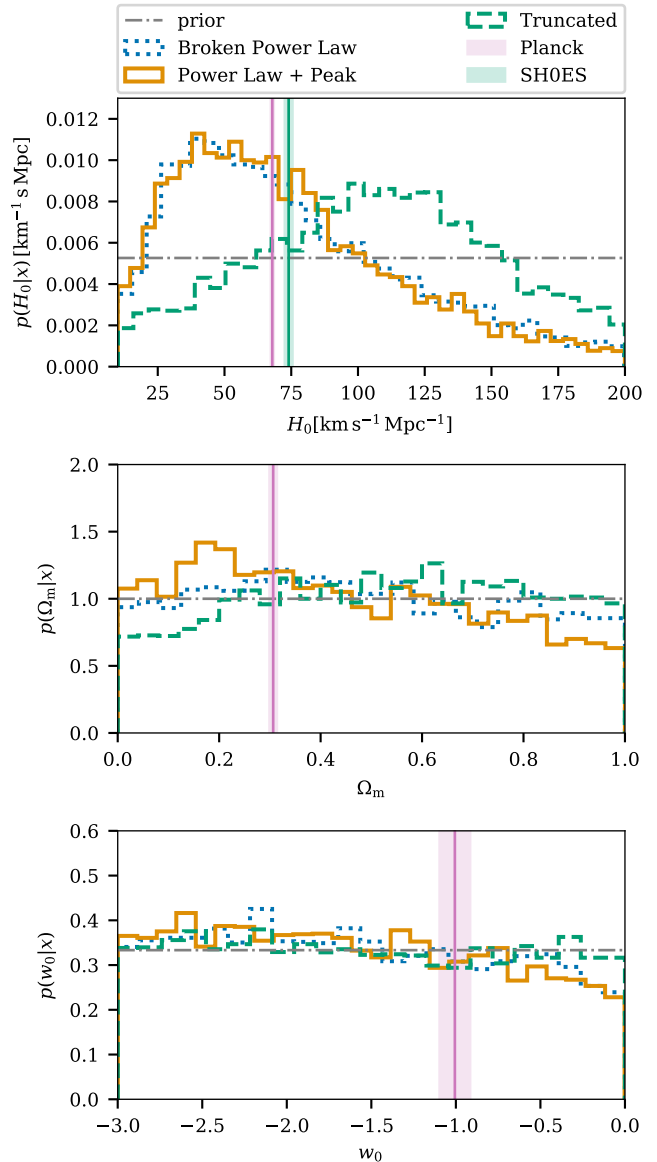 prior
Broken Power Law
Power Law + Peak
Truncated
Planck
SH0ES
0.012
0.010
0.008
0.006
0.004
0.002
0.000
p(H₀|x) [km⁻¹ s Mpc]
25 50 75 100 125 150 175 200
H₀[km s⁻¹ Mpc⁻¹]
2.0
1.5
1.0
0.5
0.0
p(Ωₘ|x)
0.0 0.2 0.4 0.6 0.8 1.0
Ωₘ
0.6
0.5
0.4
0.3
0.2
0.1
0.0
p(w₀|x)
−3.0 −2.5 −2.0 −1.5 −1.0 −0.5 0.0
w₀